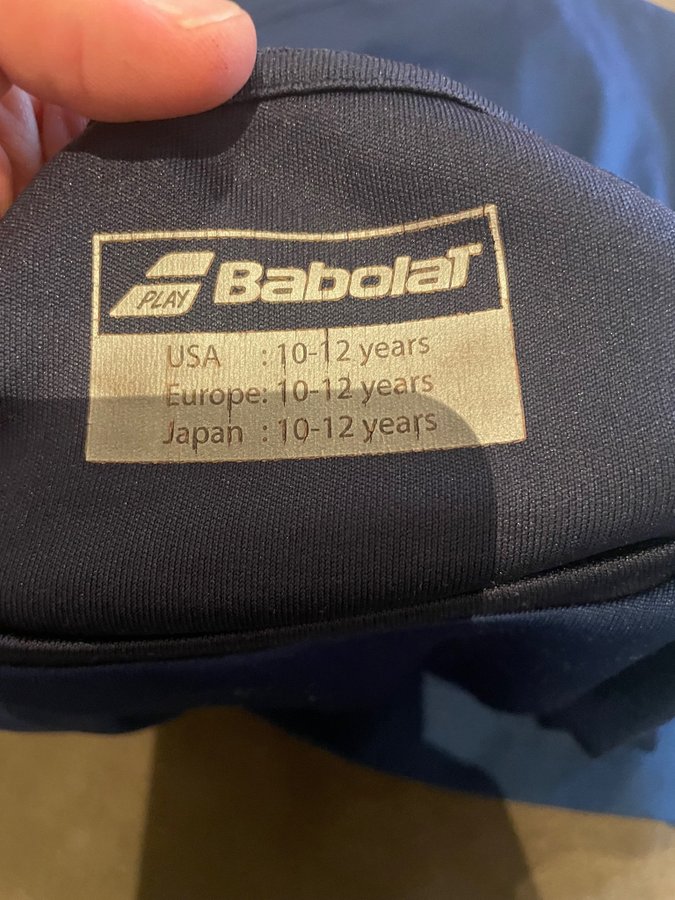 PLAY BabolaT
USA : 10-12 years
Europe: 10-12 years
Japan : 10-12 years